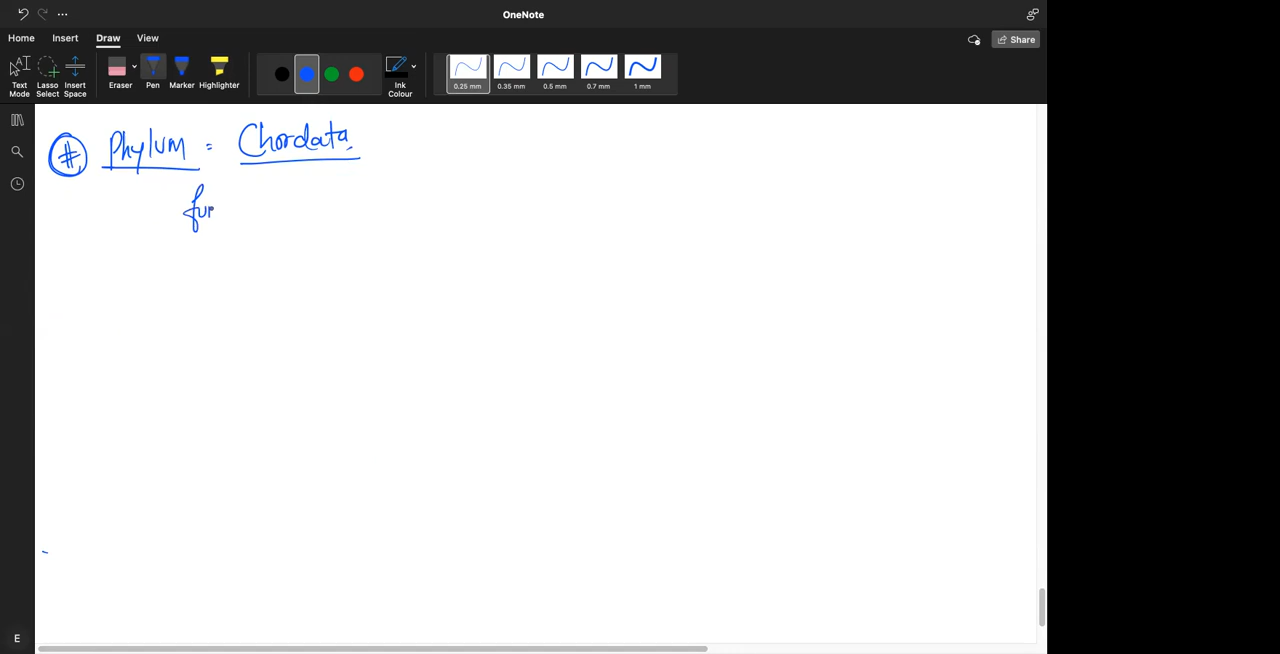 OneNote
Home Insert Draw View
Share
Text Mode
Lasso Select
Insert Space
Eraser
Pen
Marker
Highlighter
Ink Colour
0.25 mm
0.35 mm
0.5 mm
0.7 mm
1 mm
# Phylum = Chordata
fun
E